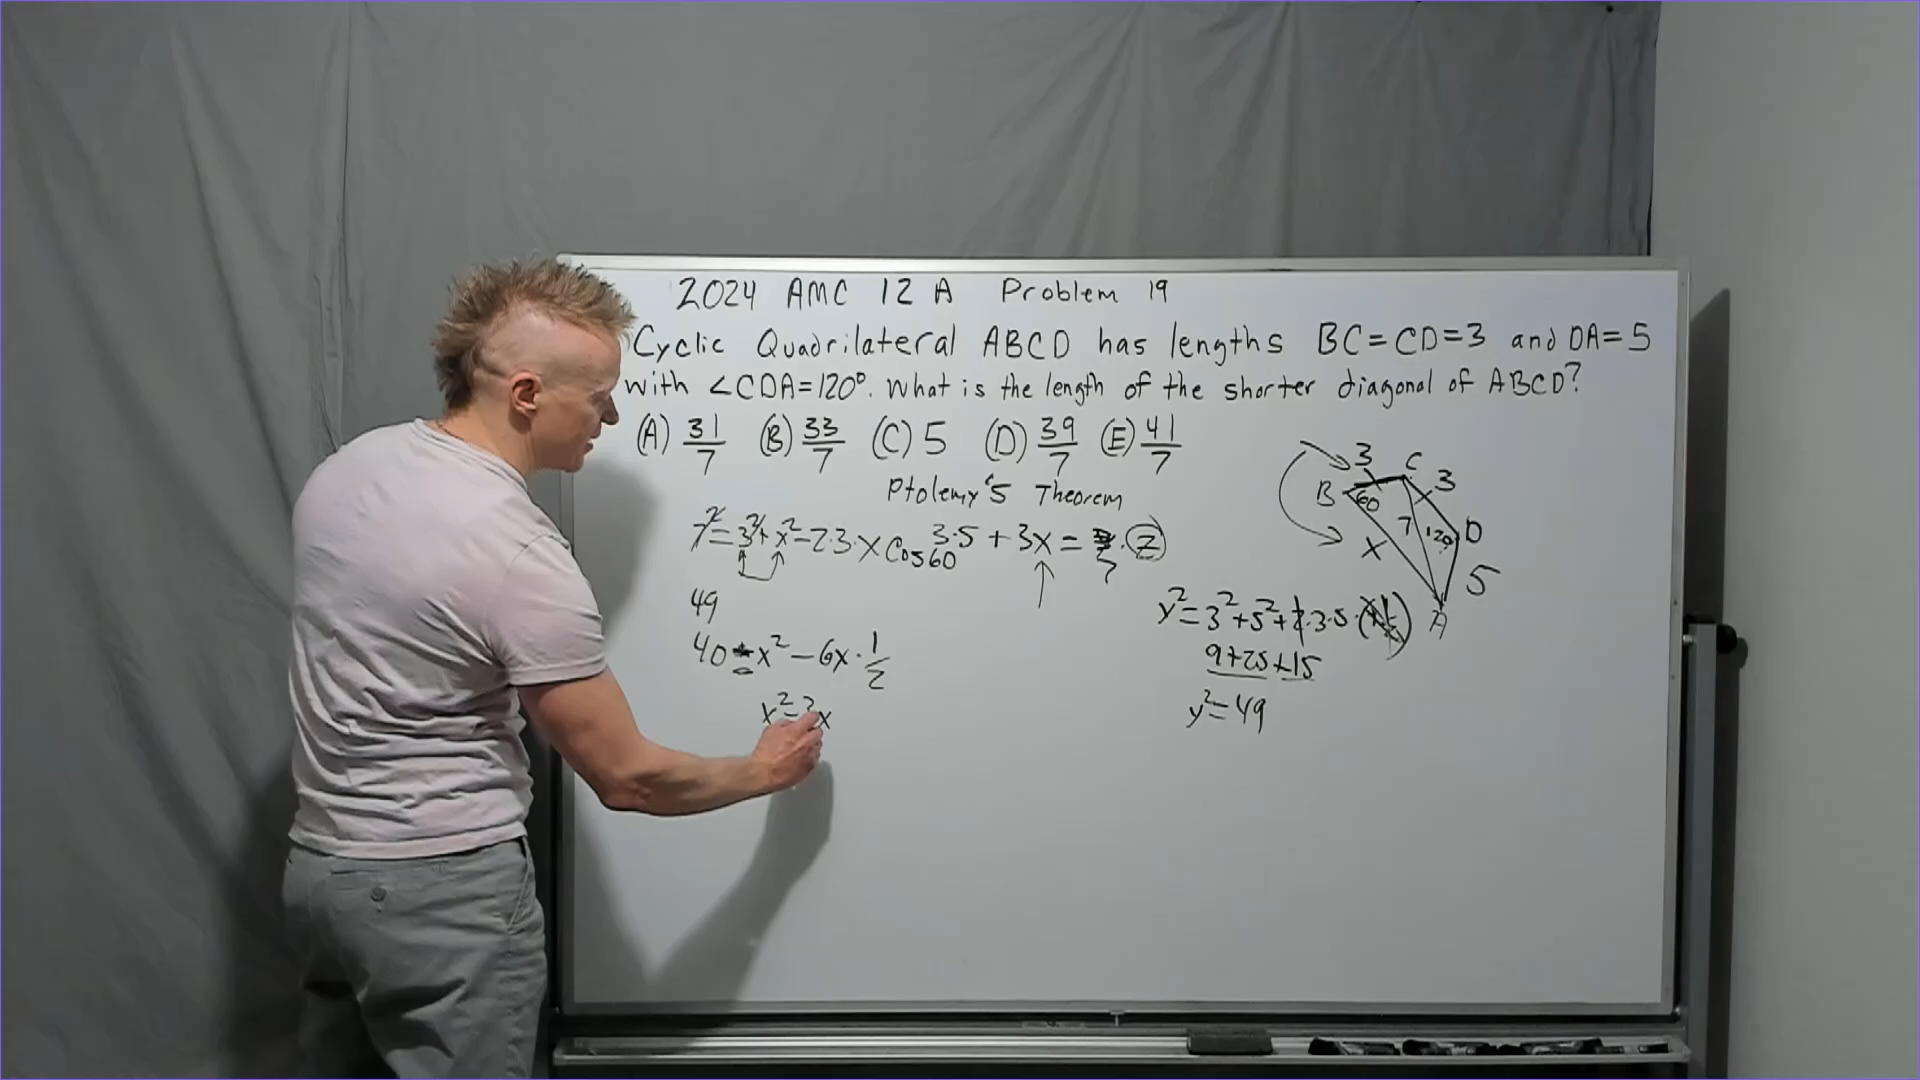 2024 AMC 12 A Problem 19
Cyclic Quadrilateral ABCD has lengths BC=CD=3 and DA=5
with ∠CDA=120°. What is the length of the shorter diagonal of ABCD?
(A) 31/7 (B) 33/7 (C) 5 (D) 39/7 (E) 41/7
Ptolemy's Theorem
7²=3²+x²-2·3·x cos60
3·5+3x=7·z
49
40=x²-6x·1/2
x²-3x
3 C 3
B 60 7 120 D
x 5
A
y²=3²+5²+2·3·5·
9+25+15
y²=49